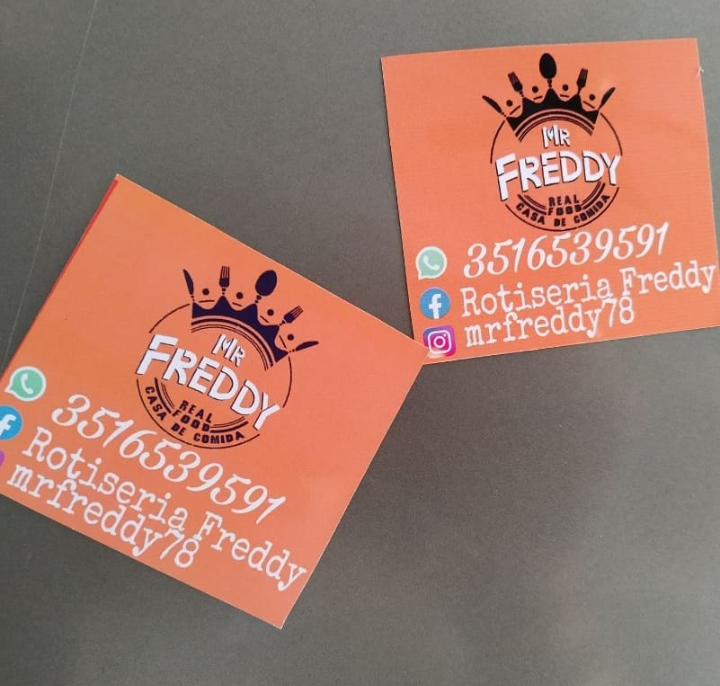 MR
FREDDY
REAL
FOOD
CASA DE COMIDA
3516539591
Rotiseria Freddy
mrfreddy78
MR
FREDDY
REAL
FOOD
CASA DE COMIDA
3516539591
Rotiseria Freddy
mrfreddy78